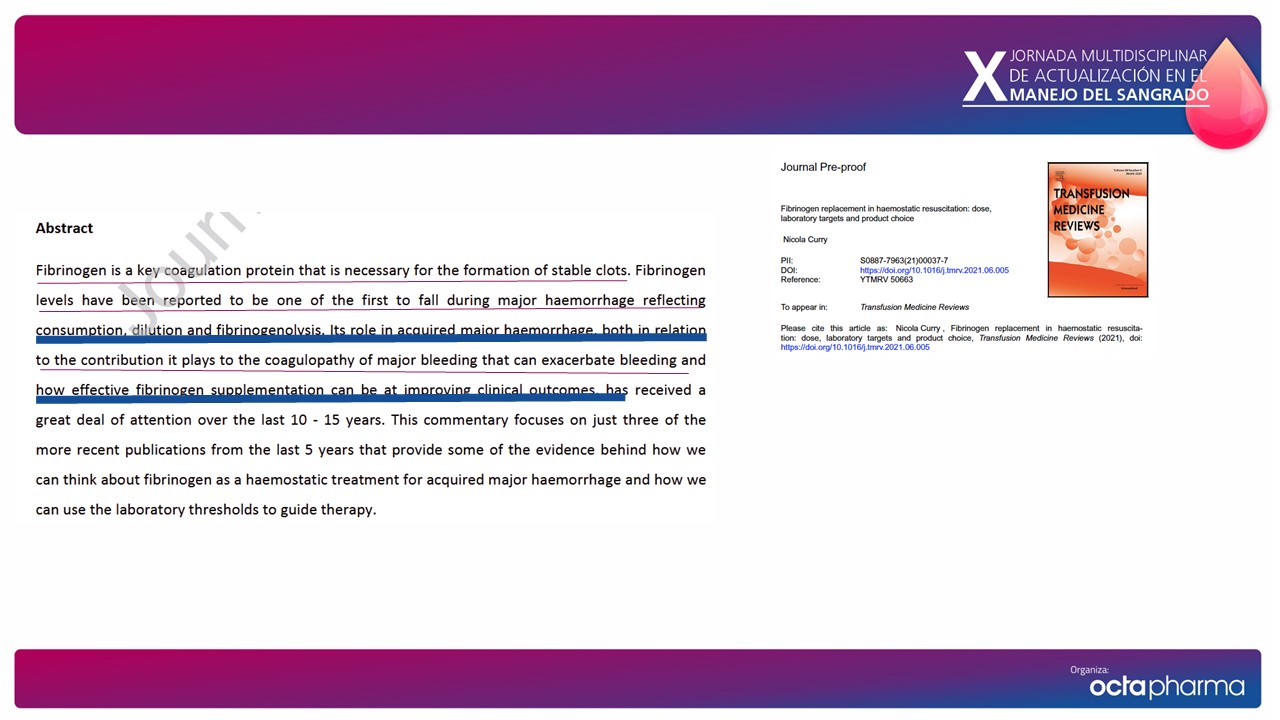 X JORNADA MULTIDISCIPLINAR
DE ACTUALIZACIÓN EN EL
MANEJO DEL SANGRADO
Journ
Abstract
Fibrinogen is a key coagulation protein that is necessary for the formation of stable clots. Fibrinogen
levels have been reported to be one of the first to fall during major haemorrhage reflecting
consumption, dilution and fibrinogenolysis. Its role in acquired major haemorrhage, both in relation
to the contribution it plays to the coagulopathy of major bleeding that can exacerbate bleeding and
how effective fibrinogen supplementation can be at improving clinical outcomes, has received a
great deal of attention over the last 10 - 15 years. This commentary focuses on just three of the
more recent publications from the last 5 years that provide some of the evidence behind how we
can think about fibrinogen as a haemostatic treatment for acquired major haemorrhage and how we
can use the laboratory thresholds to guide therapy.
Journal Pre-proof
Fibrinogen replacement in haemostatic resuscitation: dose,
laboratory targets and product choice
Nicola Curry
PII: S0887-7963(21)00037-7
DOI: https://doi.org/10.1016/j.tmrv.2021.06.005
Reference: YTMRV 50663
To appear in: Transfusion Medicine Reviews
Please cite this article as: Nicola Curry , Fibrinogen replacement in haemostatic resuscita-
tion: dose, laboratory targets and product choice, Transfusion Medicine Reviews (2021), doi:
https://doi.org/10.1016/j.tmrv.2021.06.005
TRANSFUSION
MEDICINE
REVIEWS
Organiza:
octapharma